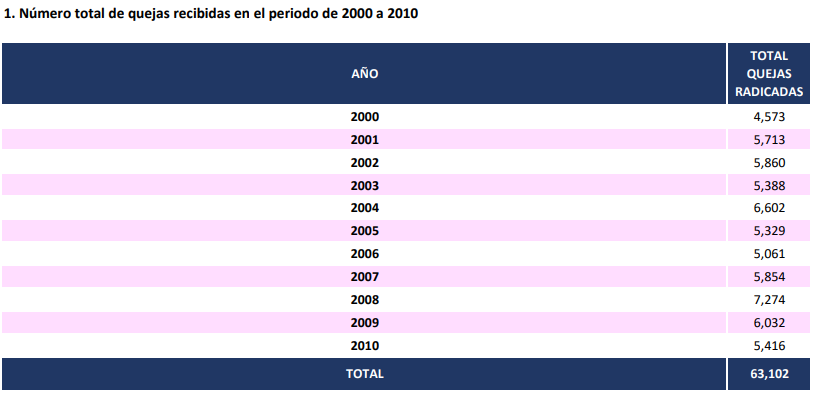 1. Número total de quejas recibidas en el periodo de 2000 a 2010
AÑO
TOTAL
QUEJAS
RADICADAS
2000 4,573
2001 5,713
2002 5,860
2003 5,388
2004 6,602
2005 5,329
2006 5,061
2007 5,854
2008 7,274
2009 6,032
2010 5,416
TOTAL 63,102